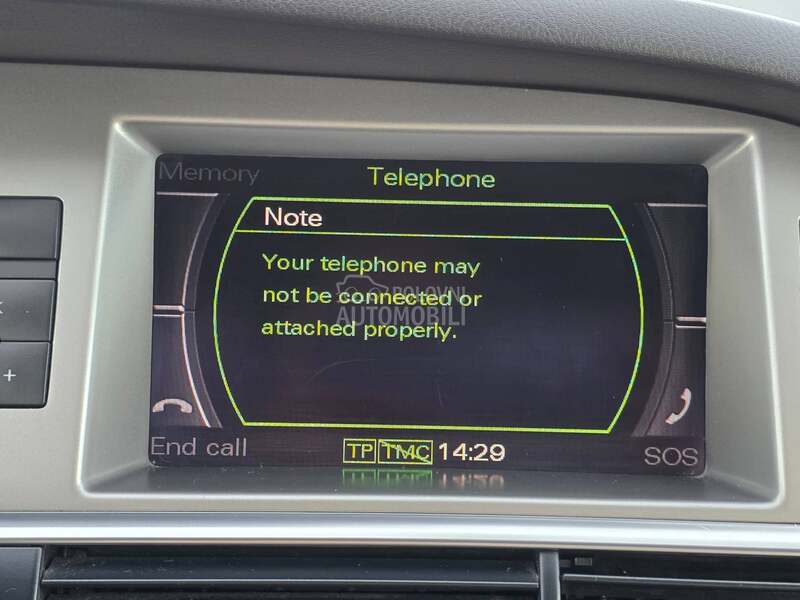 Memory
Telephone
Note
Your telephone may
not be connected or
attached properly.
POLOVNI
AUTOMOBILI
End call
TP
TMC
14:29
SOS
+